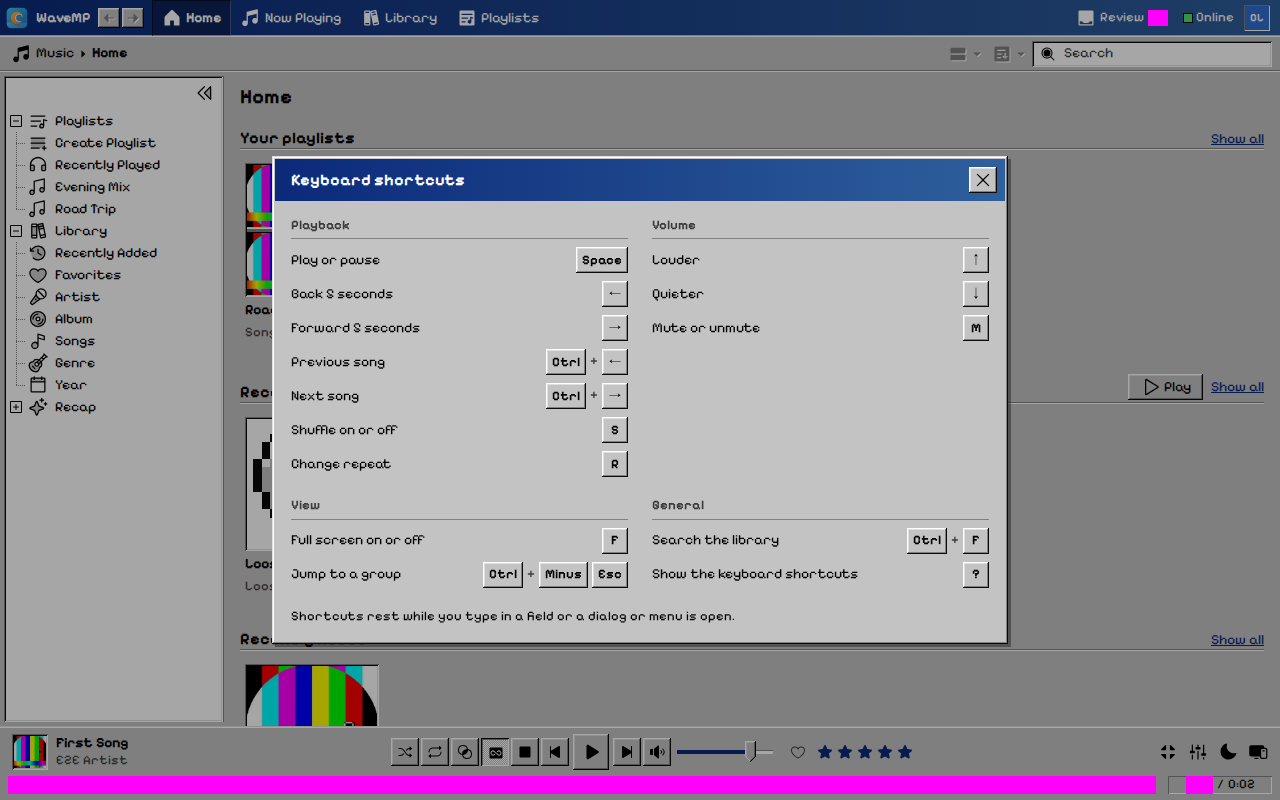 WaveMP
Home
Now Playing
Library
Playlists
Review
Online
OL
Music
Home
Search
Playlists
Create Playlist
Recently Played
Evening Mix
Road Trip
Library
Recently Added
Favorites
Artist
Album
Songs
Genre
Year
Recap
Home
Your playlists
Show all
Play
Show all
Show all
Keyboard shortcuts
Playback
Play or pause Space
Back 5 seconds ←
Forward 5 seconds →
Previous song Ctrl + ←
Next song Ctrl + →
Shuffle on or off S
Change repeat R
Volume
Louder ↑
Quieter ↓
Mute or unmute M
View
Full screen on or off F
Jump to a group Ctrl + Minus Esc
General
Search the library Ctrl + F
Show the keyboard shortcuts ?
Shortcuts rest while you type in a field or a dialog or menu is open.
First Song
E2E Artist
/ 0:02